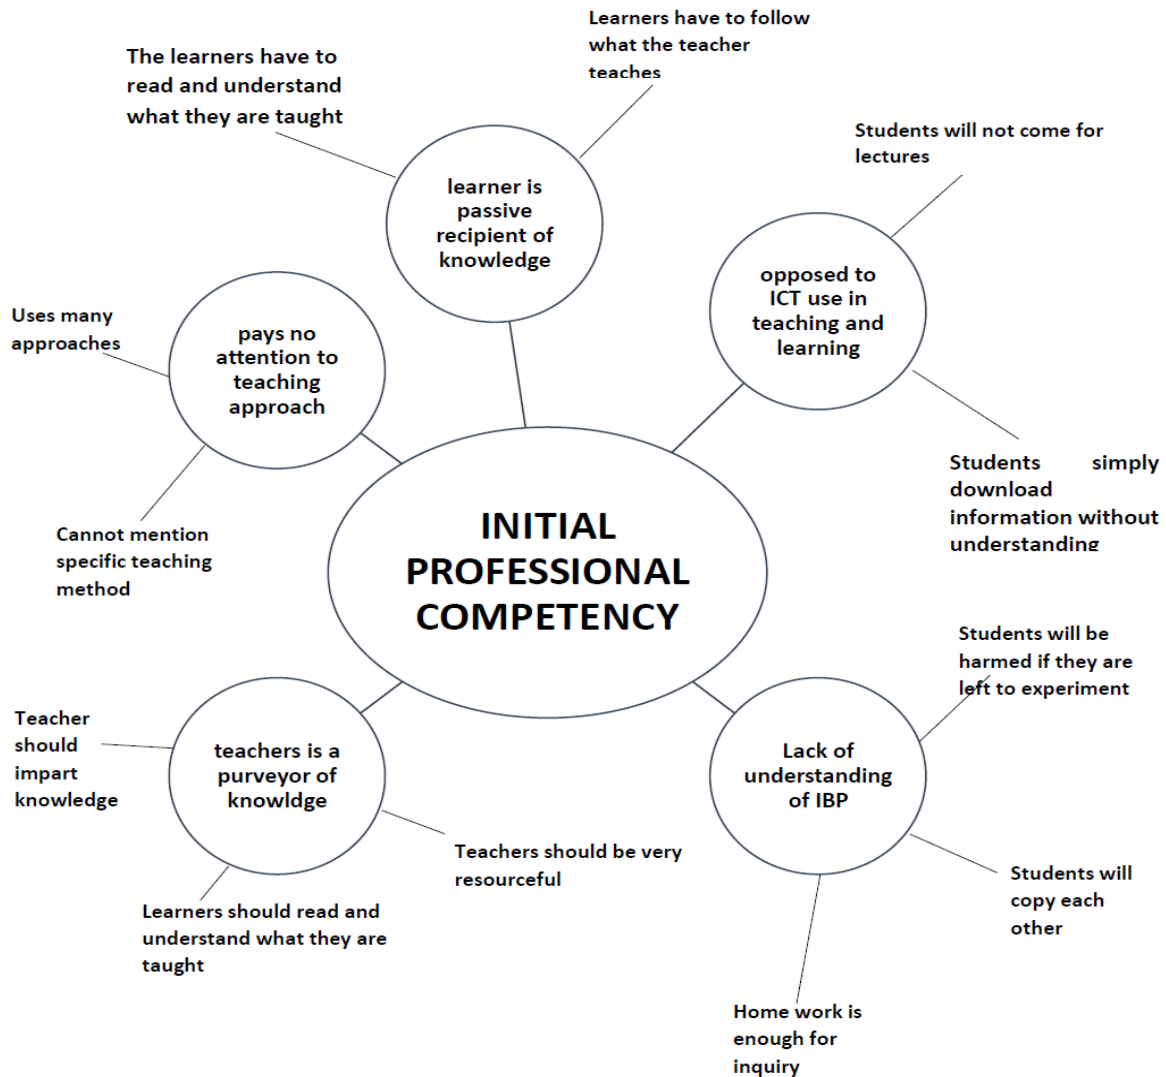 Learners have to follow
what the teacher
teaches
The learners have to
read and understand
what they are taught
Students will not come for
lectures
learner is
passive
recipient of
knowledge
opposed to
ICT use in
teaching and
learning
Uses many
approaches
pays no
attention to
teaching
approach
Students simply
download
information without
understanding
Cannot mention
specific teaching
method
INITIAL
PROFESSIONAL
COMPETENCY
Students will be
harmed if they are
left to experiment
Teacher
should
impart
knowledge
teachers is a
purveyor of
knowldge
Lack of
understanding
of IBP
Teachers should be very
resourceful
Students will
copy each
other
Learners should read and
understand what they are
taught
Home work is
enough for
inquiry